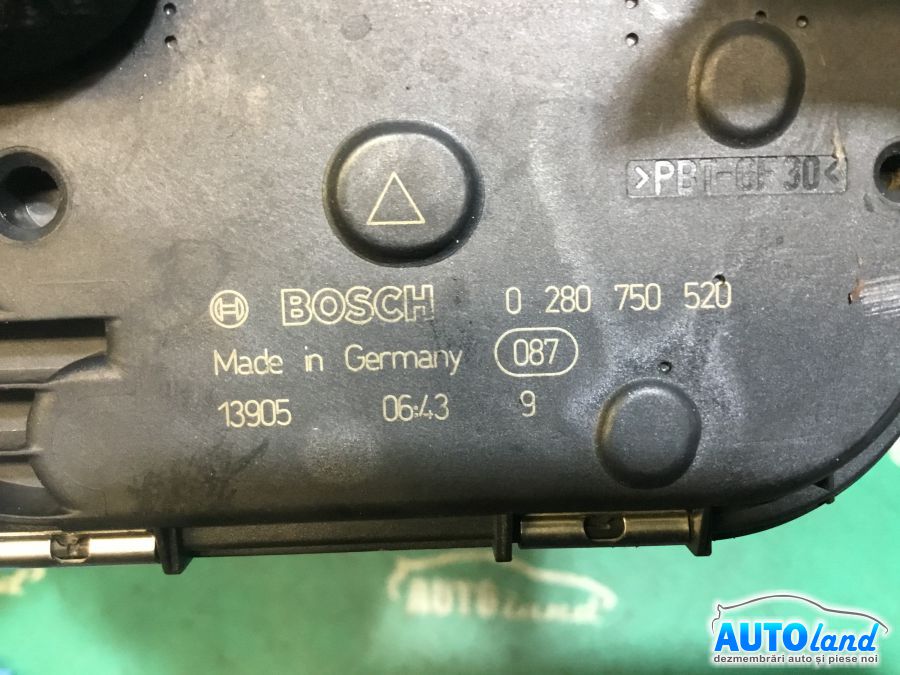 >PBT-GF30<
BOSCH 0 280 750 520
Made in Germany 087
13905 06:43 9
AUTOland
AUTOland
dezmembrări auto și piese noi